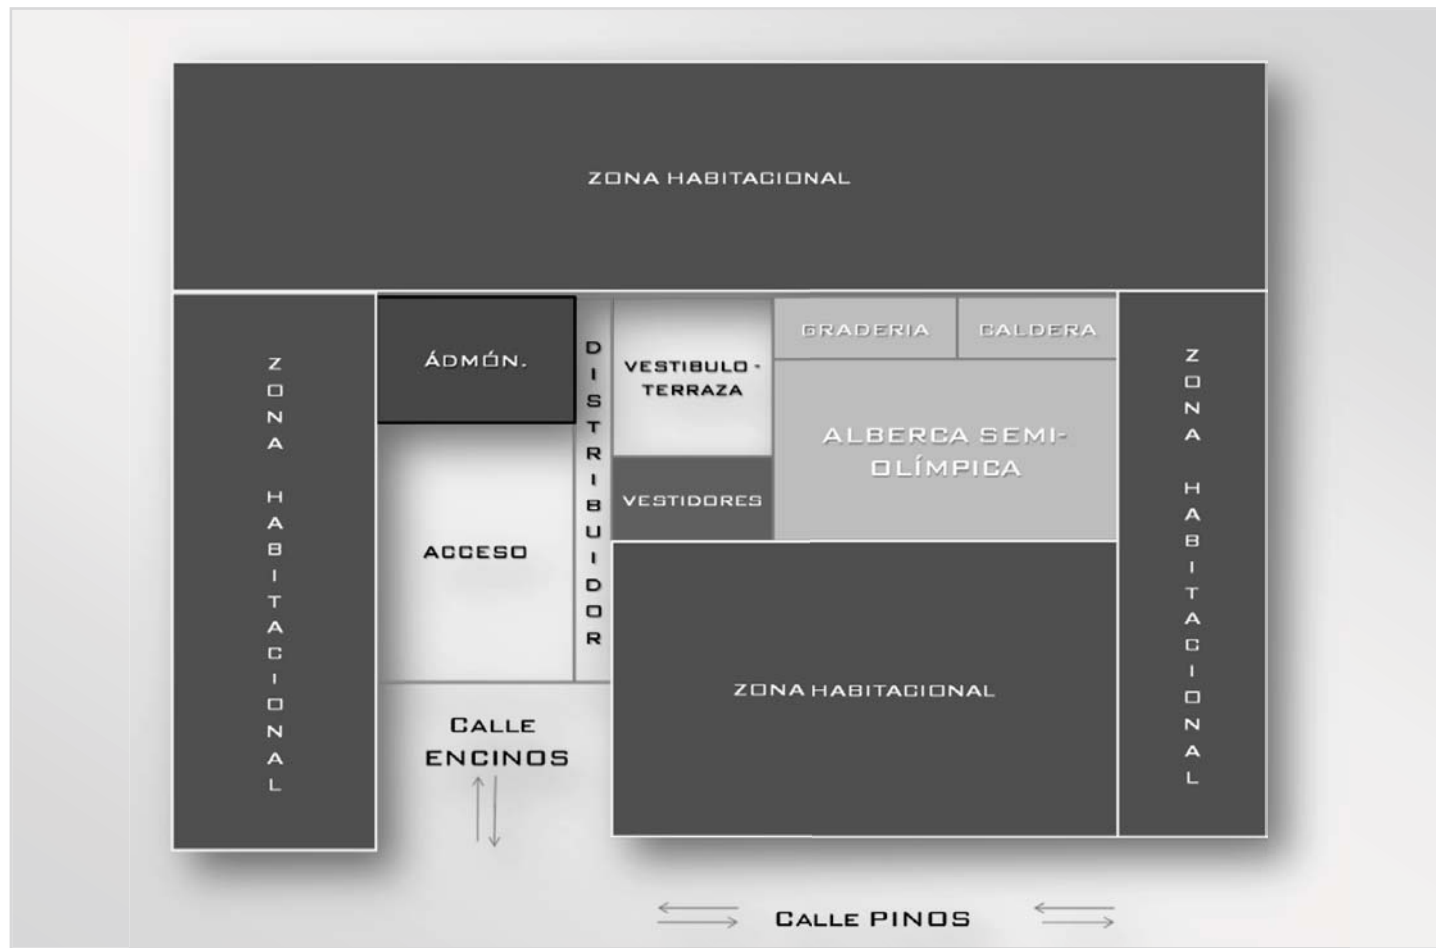 ZONA HABITACIONAL
ZONA HABITACIONAL
ÁDMÓN.
DISTRIBUIDOR
VESTIBULO -
TERRAZA
GRADERIA
CALDERA
ZONA HABITACIONAL
ALBERCA SEMI-
OLÍMPICA
VESTIDORES
ACCESO
ZONA HABITACIONAL
CALLE
ENCINOS
CALLE PINOS